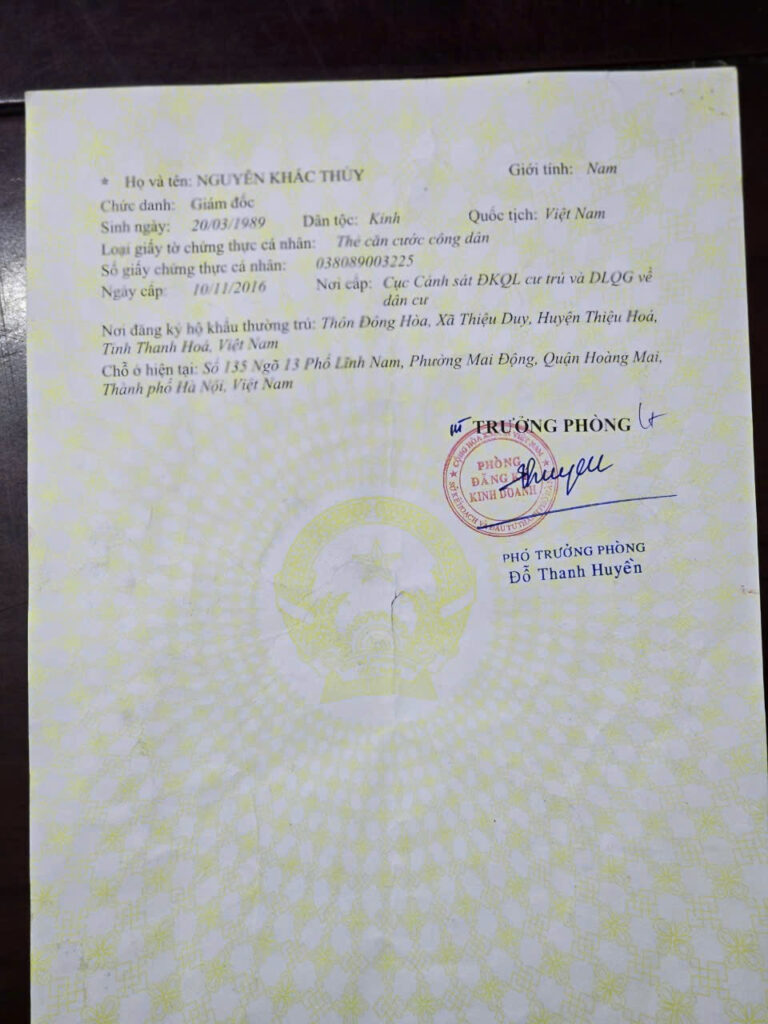 * Họ và tên: NGUYỄN KHẮC THỦY Giới tính: Nam
Chức danh: Giám đốc
Sinh ngày: 20/03/1989 Dân tộc: Kinh Quốc tịch: Việt Nam
Loại giấy tờ chứng thực cá nhân: Thẻ căn cước công dân
Số giấy chứng thực cá nhân: 038089003225
Ngày cấp: 10/11/2016 Nơi cấp: Cục Cảnh sát ĐKQL cư trú và DLQG về
dân cư
Nơi đăng ký hộ khẩu thường trú: Thôn Đông Hòa, Xã Thiệu Duy, Huyện Thiệu Hoá,
Tỉnh Thanh Hoá, Việt Nam
Chỗ ở hiện tại: Số 135 Ngõ 13 Phố Lĩnh Nam, Phường Mai Động, Quận Hoàng Mai,
Thành phố Hà Nội, Việt Nam
TRƯỞNG PHÒNG
PHÒNG
ĐĂNG KÝ
KINH DOANH
PHÓ TRƯỞNG PHÒNG
Đỗ Thanh Huyền